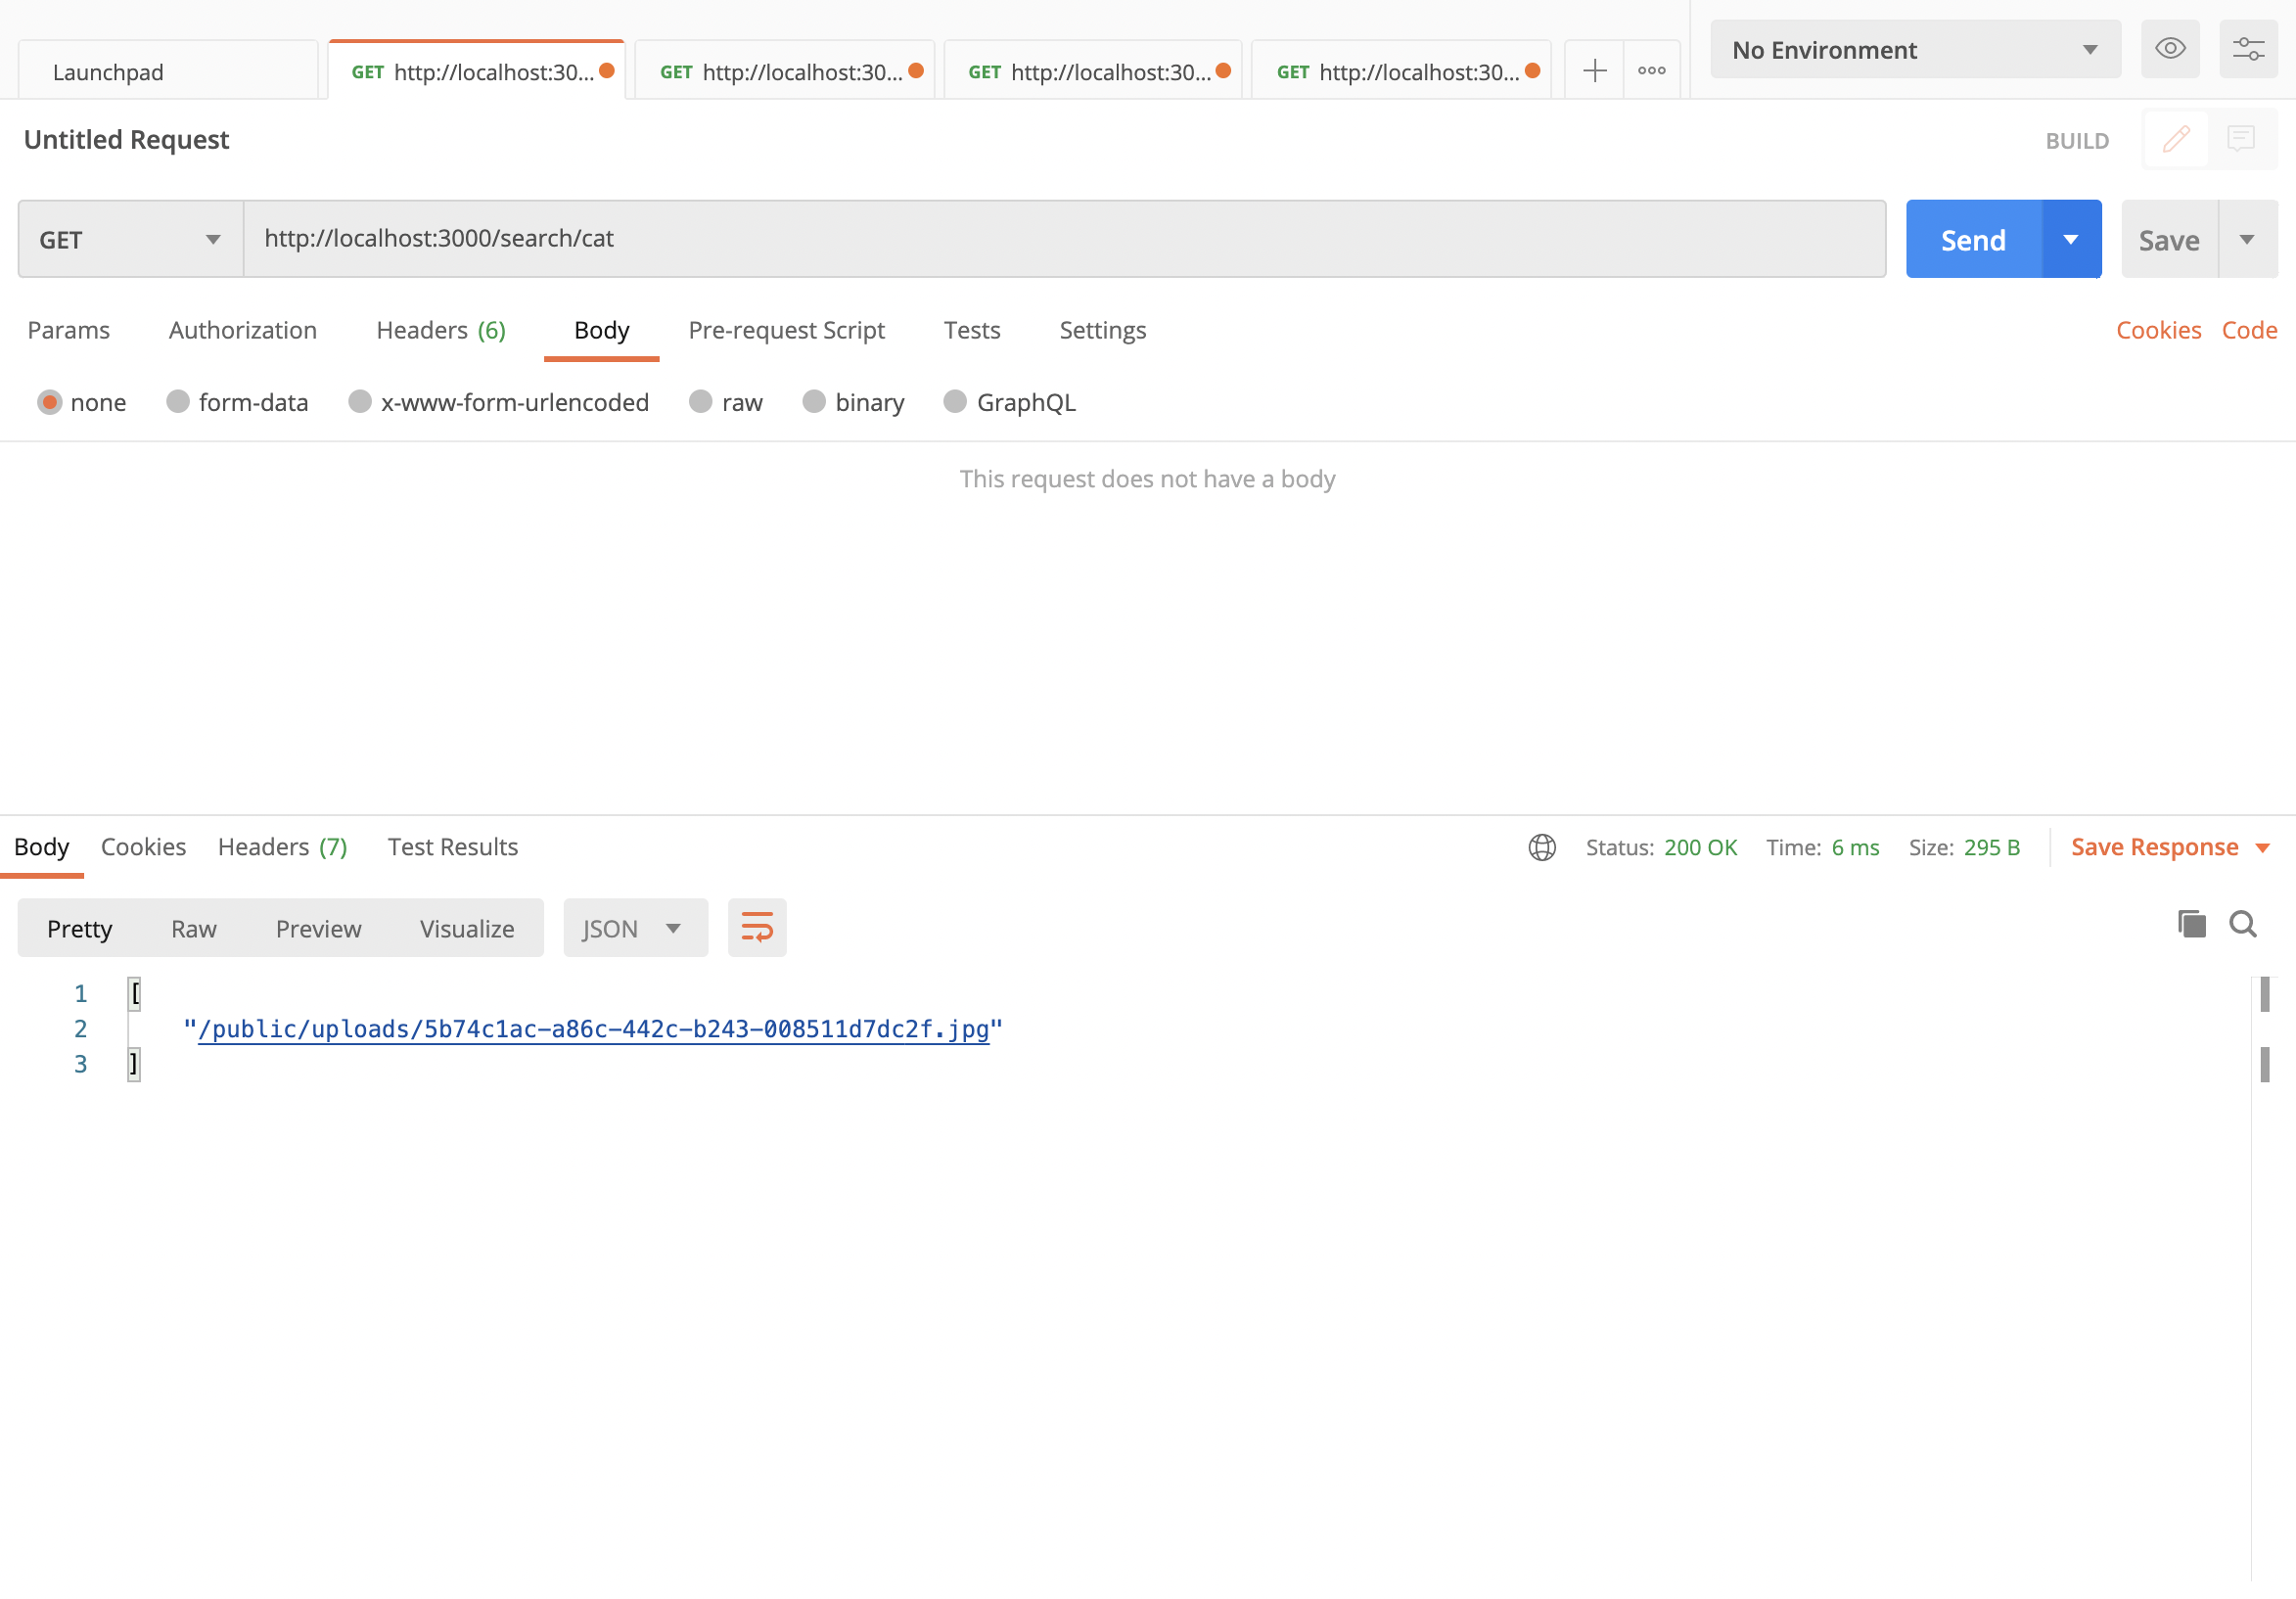 Launchpad
GET http://localhost:30...
GET http://localhost:30...
GET http://localhost:30...
GET http://localhost:30...
No Environment
Untitled Request
BUILD
GET
http://localhost:3000/search/cat
Send
Save
Params Authorization Headers (6) Body Pre-request Script Tests Settings
Cookies Code
none form-data x-www-form-urlencoded raw binary GraphQL
This request does not have a body
Body Cookies Headers (7) Test Results
Status: 200 OK Time: 6 ms Size: 295 B
Save Response
Pretty Raw Preview Visualize JSON
1 [
2 "/public/uploads/5b74c1ac-a86c-442c-b243-008511d7dc2f.jpg"
3 ]